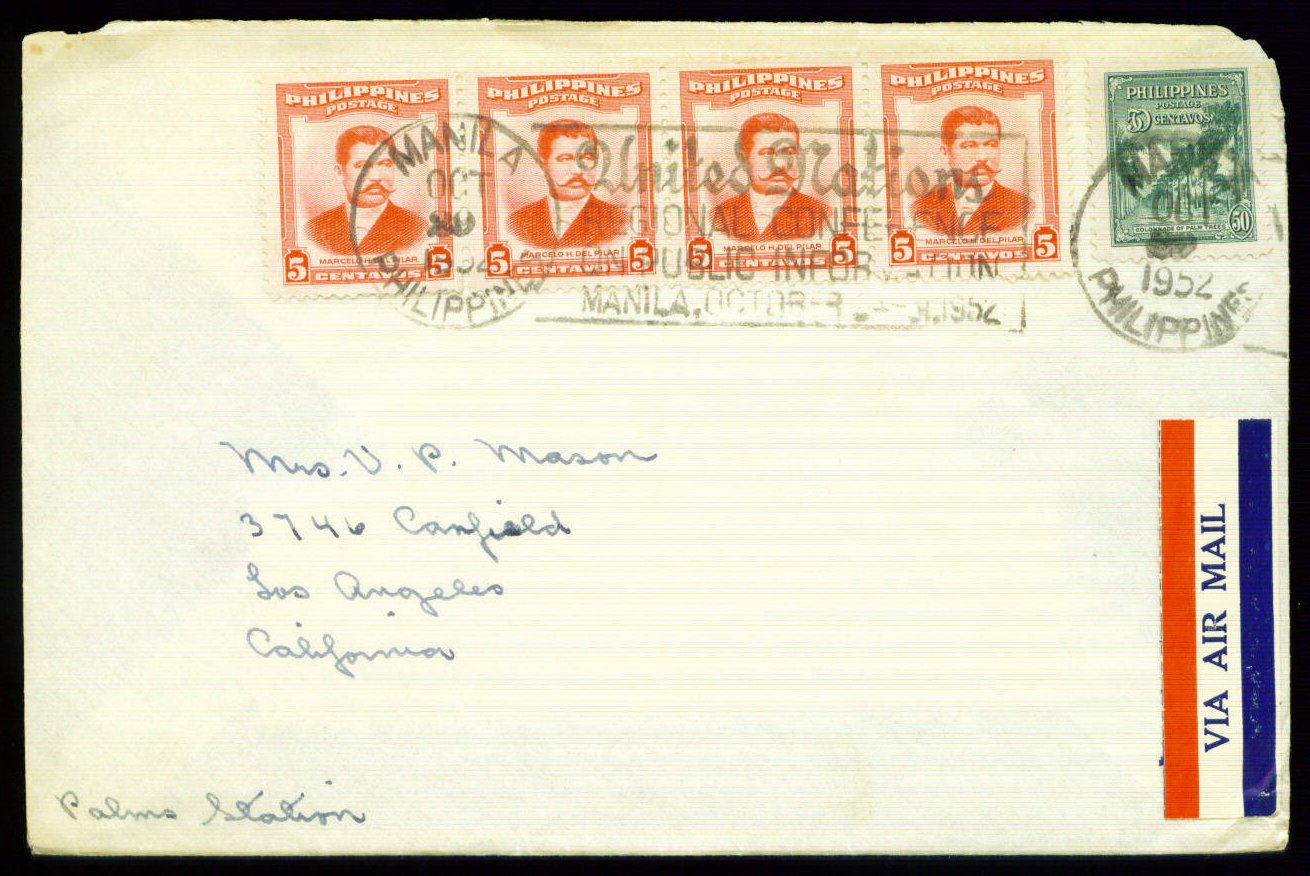 PHILIPPINES
POSTAGE
MARCELO H. DEL PILAR
5 CENTAVOS 5
PHILIPPINES
POSTAGE
MARCELO H. DEL PILAR
5 CENTAVOS 5
PHILIPPINES
POSTAGE
MARCELO H. DEL PILAR
5 CENTAVOS 5
PHILIPPINES
POSTAGE
MARCELO H. DEL PILAR
5 CENTAVOS 5
PHILIPPINES
POSTAGE
50 CENTAVOS
COLONNADE OF PALM TREES 50
MANILA
OCT
1952
PHILIPPINES
United Nations
REGIONAL CONFERENCE
ON PUBLIC INFORMATION
MANILA, OCTOBER 1952
MANILA
OCT
1952
PHILIPPINES
Mrs. V. P. Mason
3746 Canfield
Los Angeles
California
Palms Station
VIA AIR MAIL